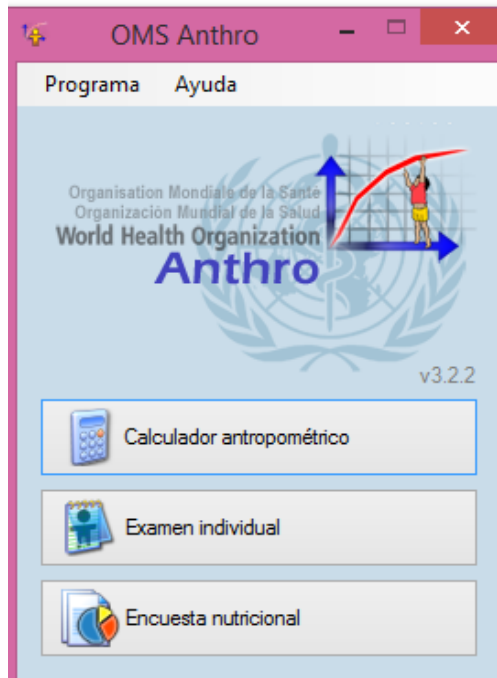 OMS Anthro
Programa Ayuda
Organisation Mondiale de la Santé
Organización Mundial de la Salud
World Health Organization
Anthro
v3.2.2
Calculador antropométrico
Examen individual
Encuesta nutricional